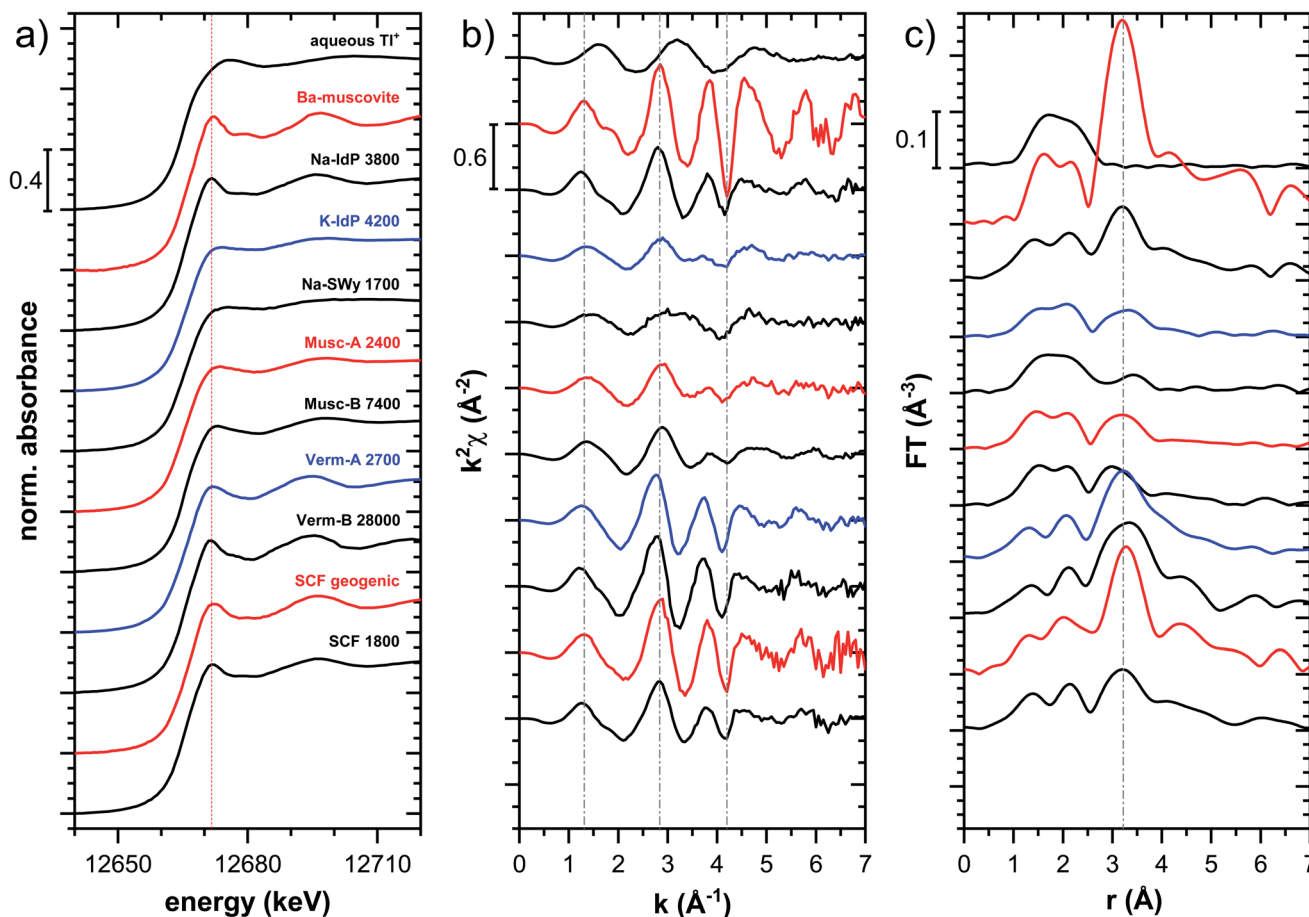 a)
aqueous Tl⁺
Ba-muscovite
Na-IdP 3800
K-IdP 4200
Na-SWy 1700
Musc-A 2400
Musc-B 7400
Verm-A 2700
Verm-B 28000
SCF geogenic
SCF 1800
0.4
norm. absorbance
12650 12680 12710
energy (keV)
b)
0.6
k²χ (Å⁻²)
0 1 2 3 4 5 6 7
k (Å⁻¹)
c)
0.1
FT (Å⁻³)
0 1 2 3 4 5 6 7
r (Å)